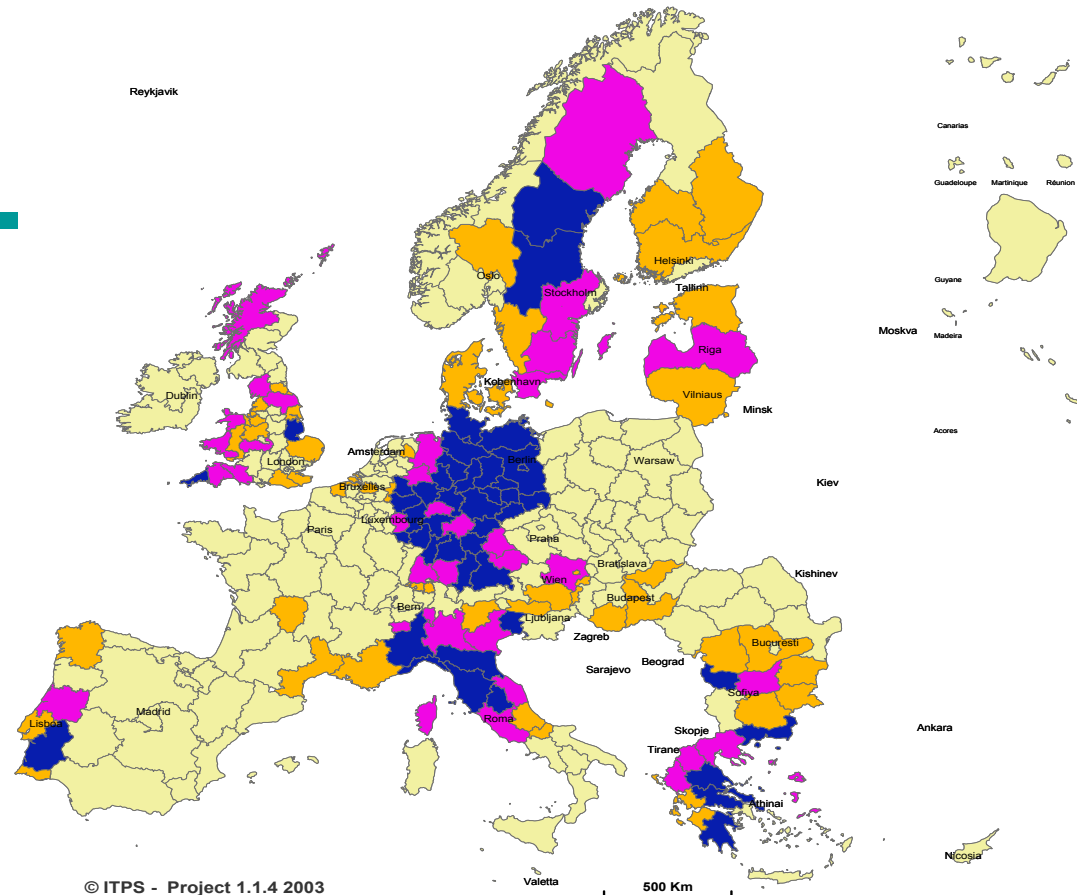 Reykjavik
Canarias
Guadeloupe Martinique Réunion
Oslo
Helsinki
Guyane
Tallinn
Stockholm
Moskva
Madeira
Riga
Kobenhavn
Dublin
Vilniaus
Minsk
Acores
Amsterdam
London
Berlin
Warsaw
Bruxelles
Kiev
Luxembourg
Paris
Praha
Bratislava
Kishinev
Wien
Budapest
Bern
Ljubljana
Zagreb
Bucuresti
Beograd
Sarajevo
Sofiya
Madrid
Lisboa
Roma
Skopje
Ankara
Tirane
Athinai
Nicosia
Valetta
© ITPS - Project 1.1.4 2003
500 Km